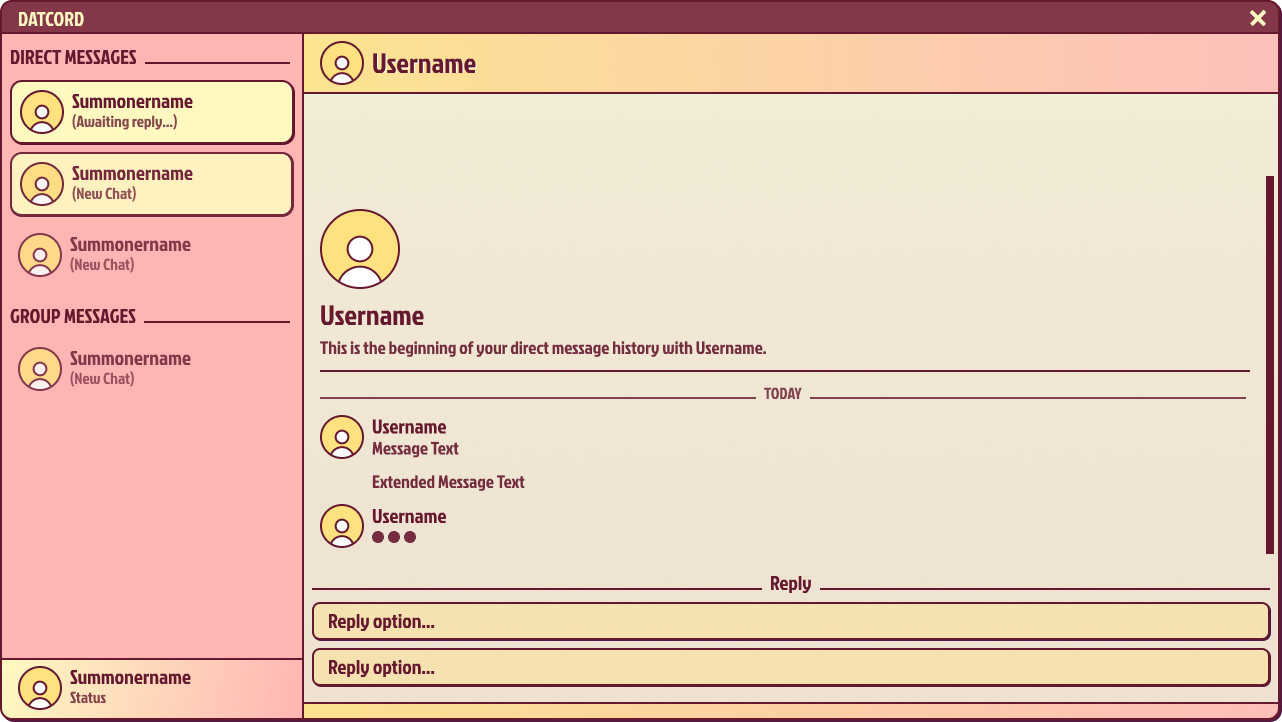 DATCORD
DIRECT MESSAGES
Summonername
(Awaiting reply...)
Summonername
(New Chat)
Summonername
(New Chat)
GROUP MESSAGES
Summonername
(New Chat)
Summonername
Status
Username
Username
This is the beginning of your direct message history with Username.
TODAY
Username
Message Text
Extended Message Text
Username
Reply
Reply option...
Reply option...